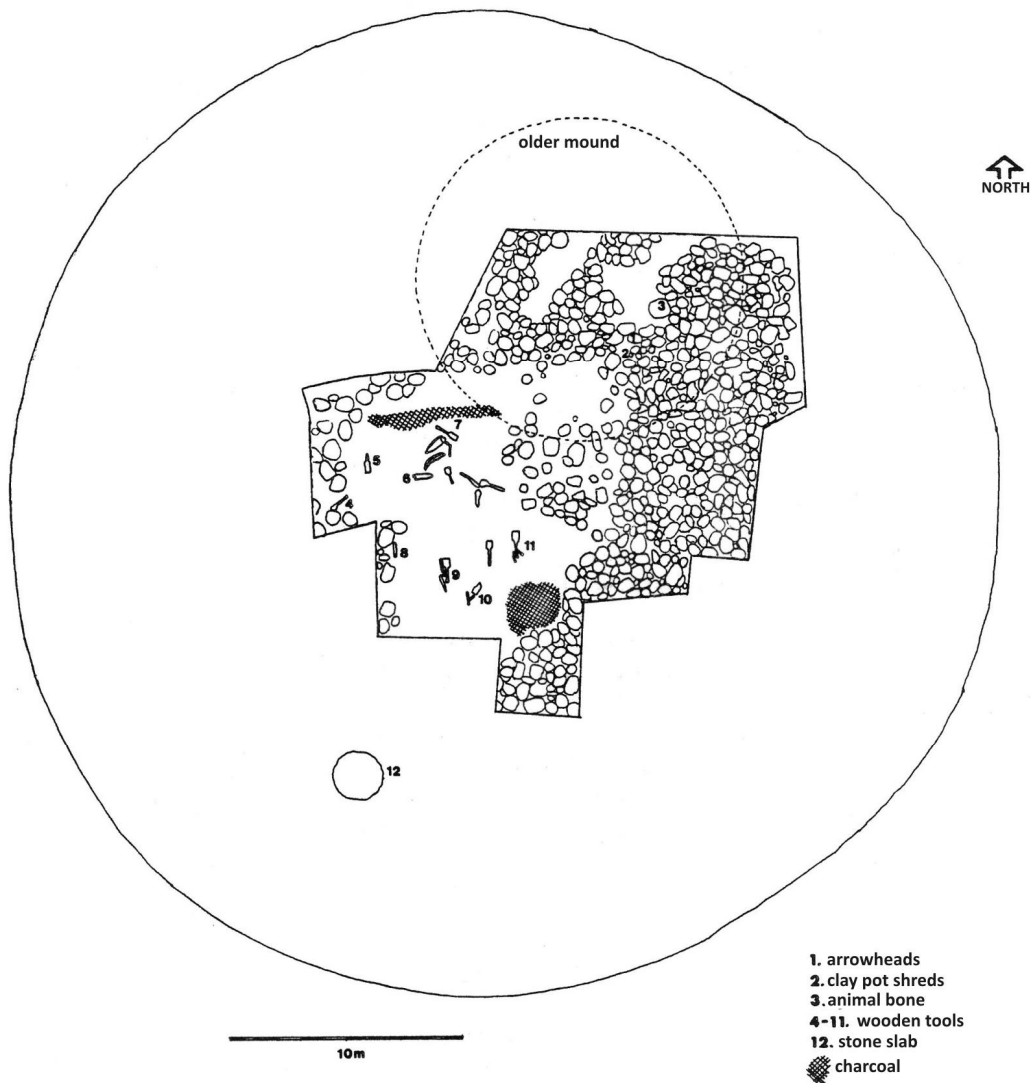 older mound
NORTH
3
1
2
7
5
6
4
11
8
9
10
12
10m
1. arrowheads
2. clay pot shreds
3. animal bone
4-11. wooden tools
12. stone slab
charcoal